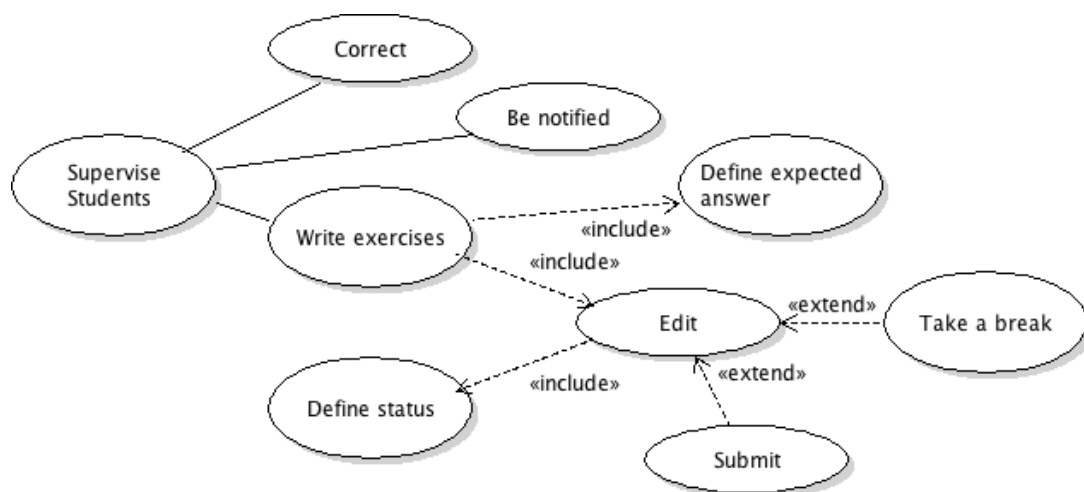 Correct
Be notified
Supervise
Students
Define expected
answer
Write exercises
«include»
«include»
Edit
«extend»
Take a break
Define status
«include»
«extend»
Submit